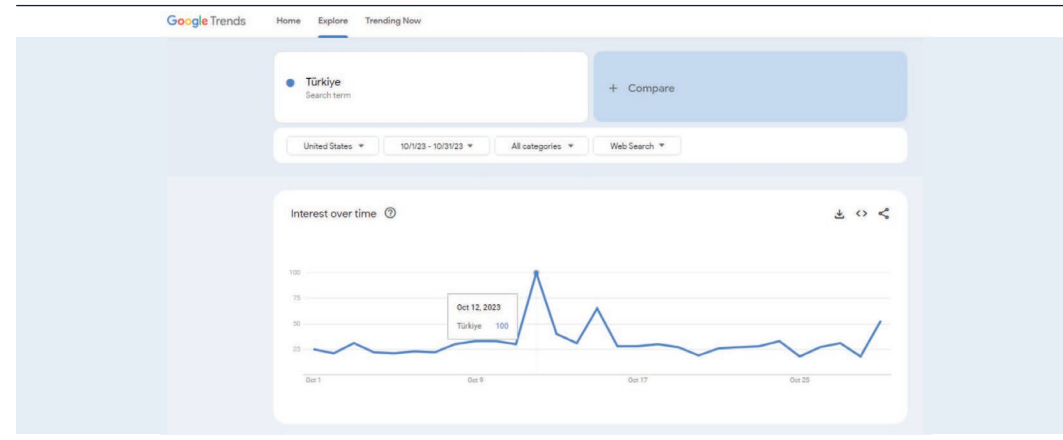 Google Trends Home Explore Trending Now
Türkiye
Search term
+ Compare
United States 10/1/23 - 10/31/23 All categories Web Search
Interest over time
100
75
50
25
Oct 12, 2023
Türkiye 100
Oct 1 Oct 9 Oct 17 Oct 25